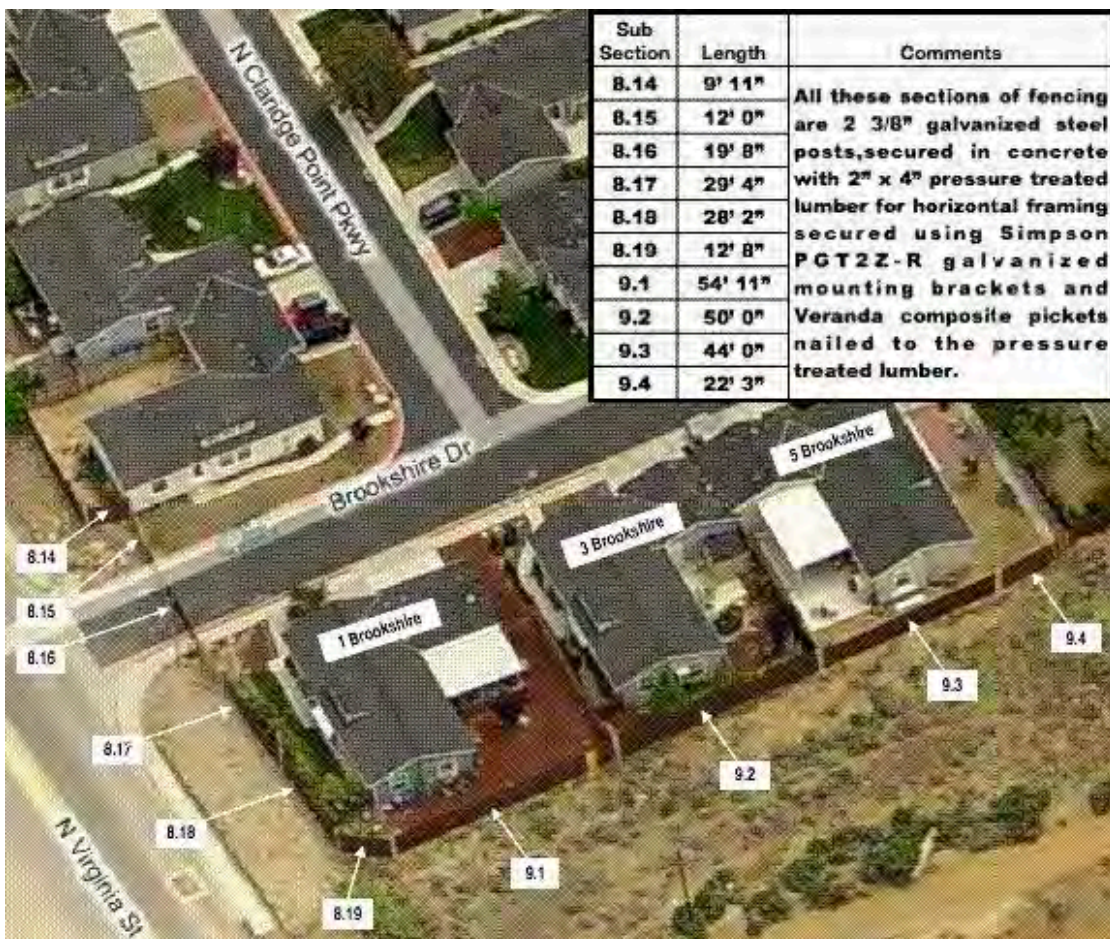 Sub Section Length Comments
8.14 9' 11"
8.15 12' 0"
8.16 19' 8"
8.17 29' 4"
8.18 28' 2"
8.19 12' 8"
9.1 54' 11"
9.2 50' 0"
9.3 44' 0"
9.4 22' 3"
All these sections of fencing
are 2 3/8" galvanized steel
posts,secured in concrete
with 2" x 4" pressure treated
lumber for horizontal framing
secured using Simpson
PGT2Z-R galvanized
mounting brackets and
Veranda composite pickets
nailed to the pressure
treated lumber.
N Claridge Point Pkwy
Brookshire Dr
5 Brookshire
3 Brookshire
1 Brookshire
8.14
8.15
8.16
8.17
8.18
8.19
9.1
9.2
9.3
9.4
N Virginia St